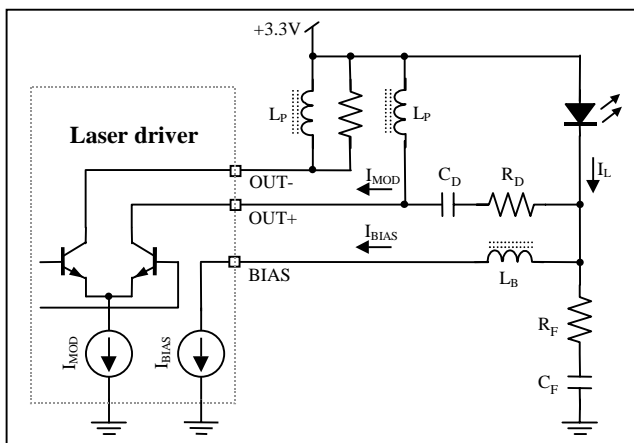 +3.3V
Laser driver
LP
LP
OUT-
IMOD
CD
RD
IL
OUT+
IBIAS
BIAS
LB
RF
IMOD
IBIAS
CF